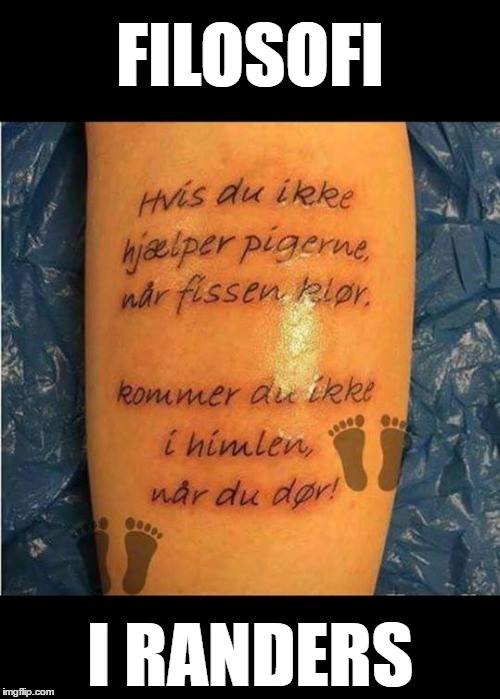 FILOSOFI
Hvis du ikke
hjælper pigerne,
når fissen klør.
kommer du ikke
i himlen,
når du dør!
I RANDERS
imgflip.com